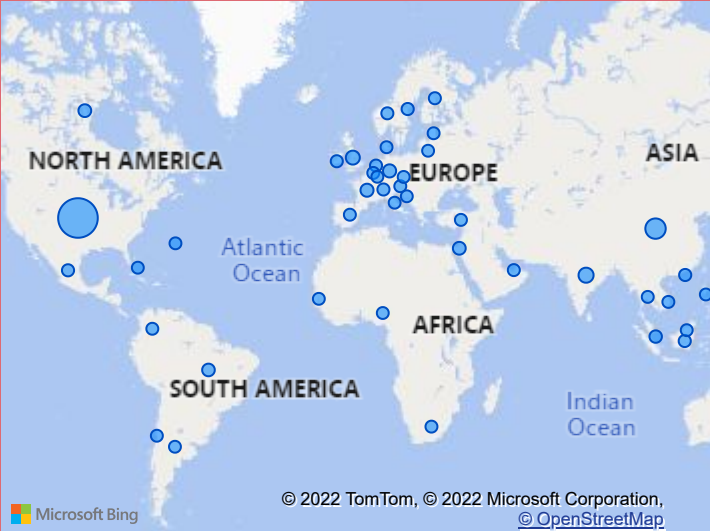 NORTH AMERICA
ASIA
EUROPE
Atlantic
Ocean
AFRICA
SOUTH AMERICA
Indian
Ocean
© 2022 TomTom, © 2022 Microsoft Corporation,
Microsoft Bing
© OpenStreetMap